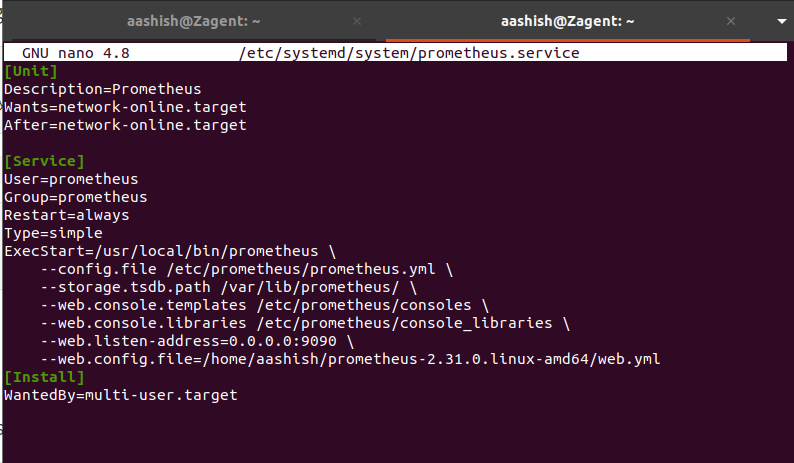 aashish@Zagent: ~ × aashish@Zagent: ~ ×
GNU nano 4.8 /etc/systemd/system/prometheus.service
[Unit]
Description=Prometheus
Wants=network-online.target
After=network-online.target
[Service]
User=prometheus
Group=prometheus
Restart=always
Type=simple
ExecStart=/usr/local/bin/prometheus \
--config.file /etc/prometheus/prometheus.yml \
--storage.tsdb.path /var/lib/prometheus/ \
--web.console.templates /etc/prometheus/consoles \
--web.console.libraries /etc/prometheus/console_libraries \
--web.listen-address=0.0.0.0:9090 \
--web.config.file=/home/aashish/prometheus-2.31.0.linux-amd64/web.yml
[Install]
WantedBy=multi-user.target